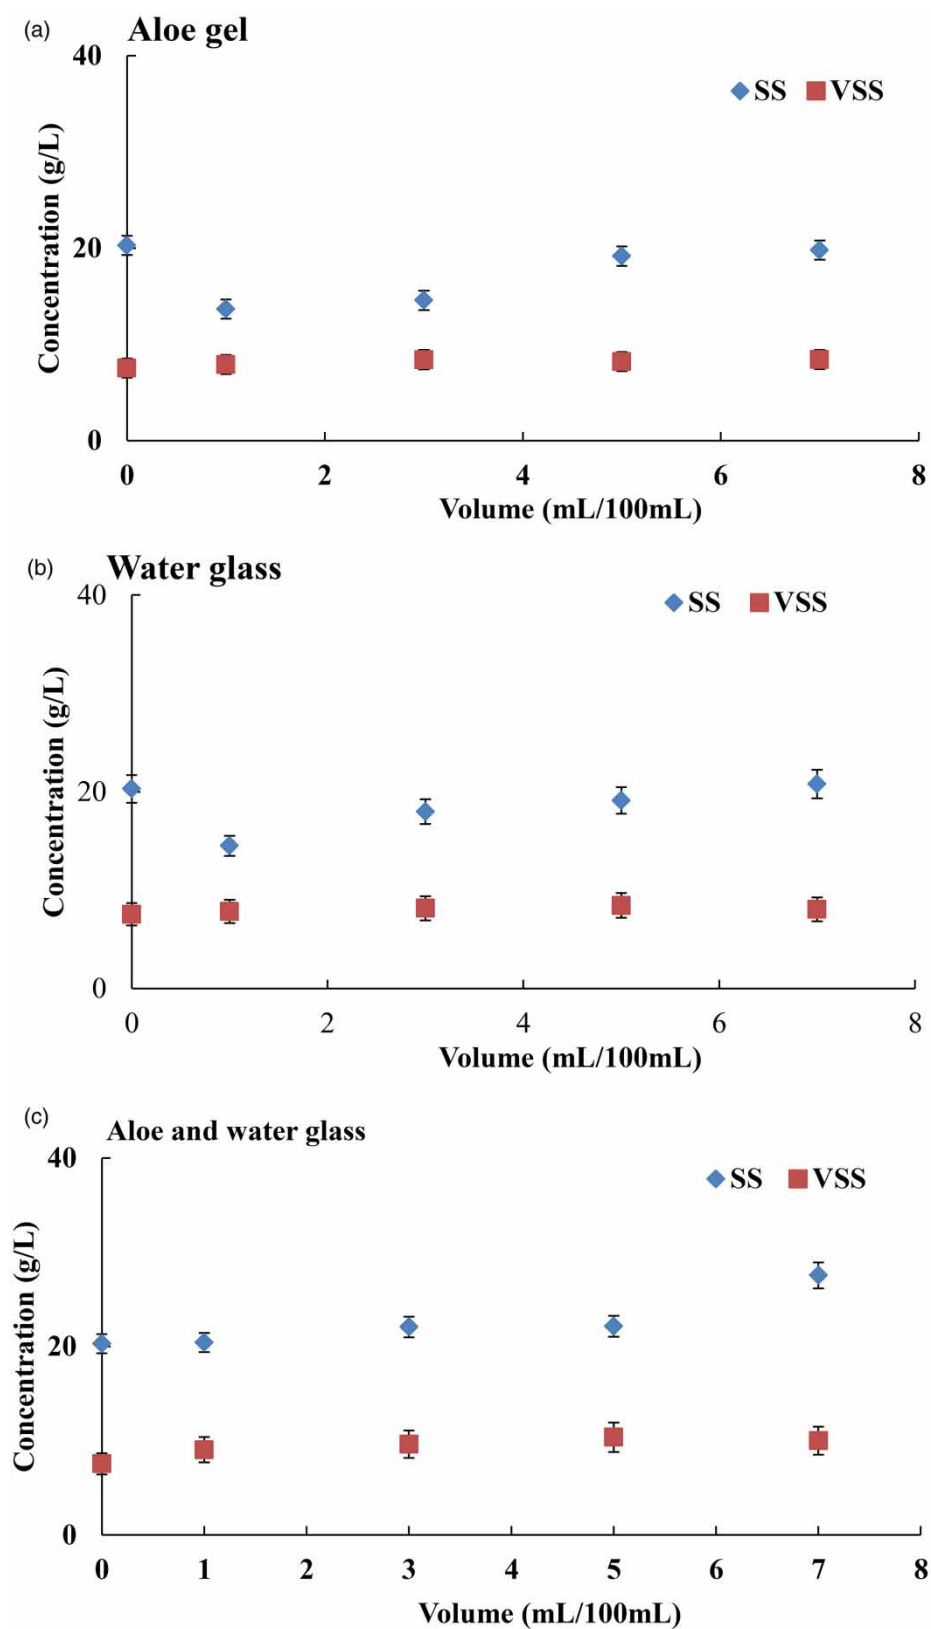 (a) Aloe gel
40
SS VSS
Concentration (g/L)
20
0
0 2 4 6 8
Volume (mL/100mL)
(b) Water glass
40
SS VSS
Concentration (g/L)
20
0
0 2 4 6 8
Volume (mL/100mL)
(c) Aloe and water glass
40
SS VSS
Concentration (g/L)
20
0
0 1 2 3 4 5 6 7 8
Volume (mL/100mL)